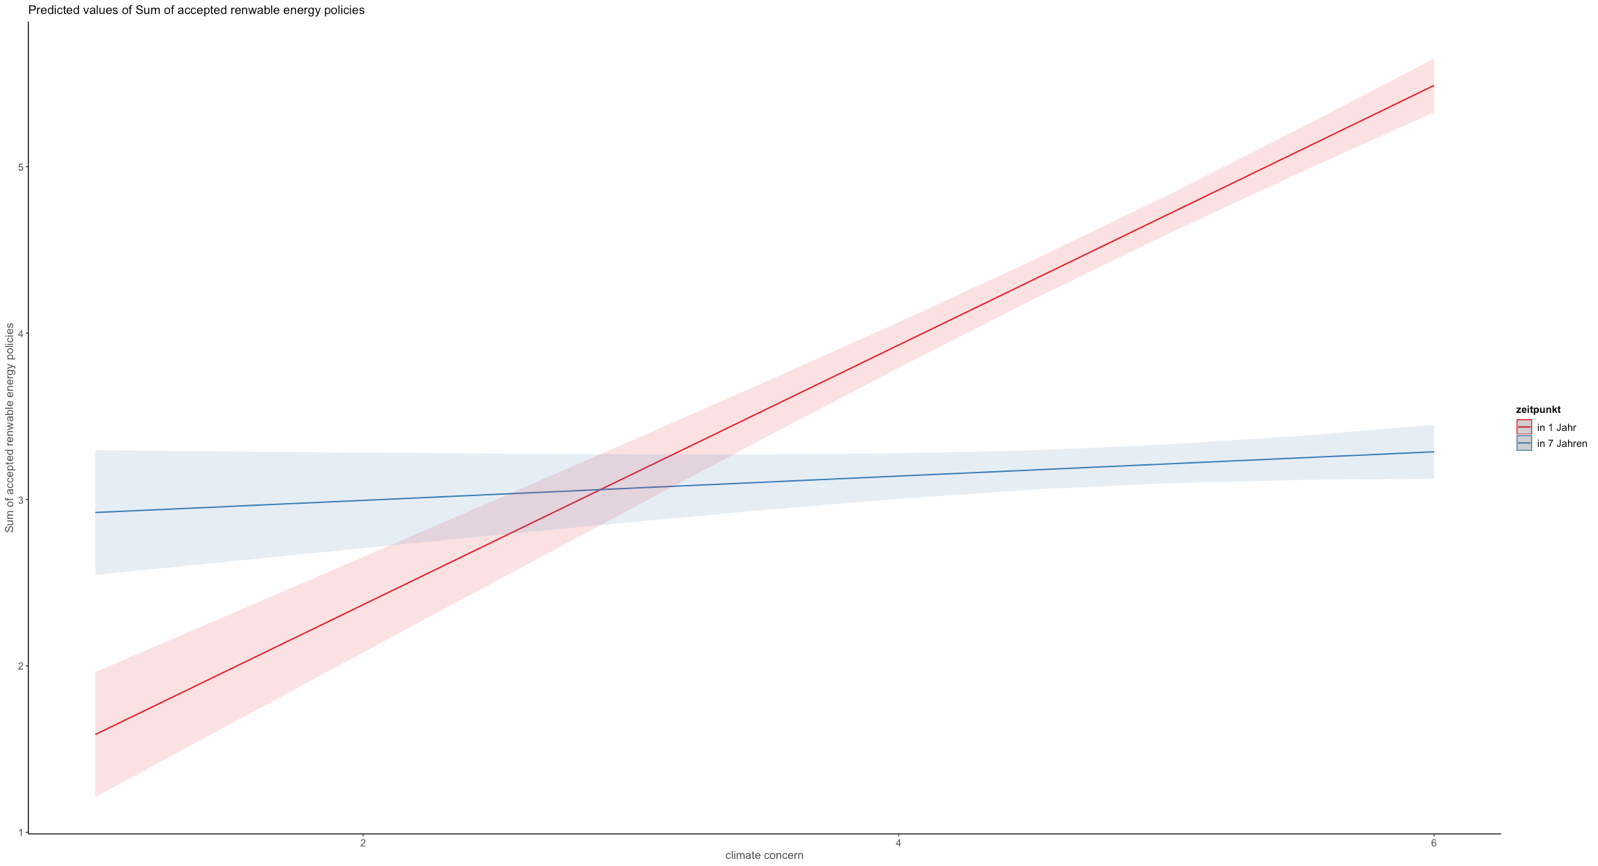 Predicted values of Sum of accepted renwable energy policies
Sum of accepted renwable energy policies
5
4
3
2
1
2
4
6
climate concern
zeitpunkt
in 1 Jahr
in 7 Jahren